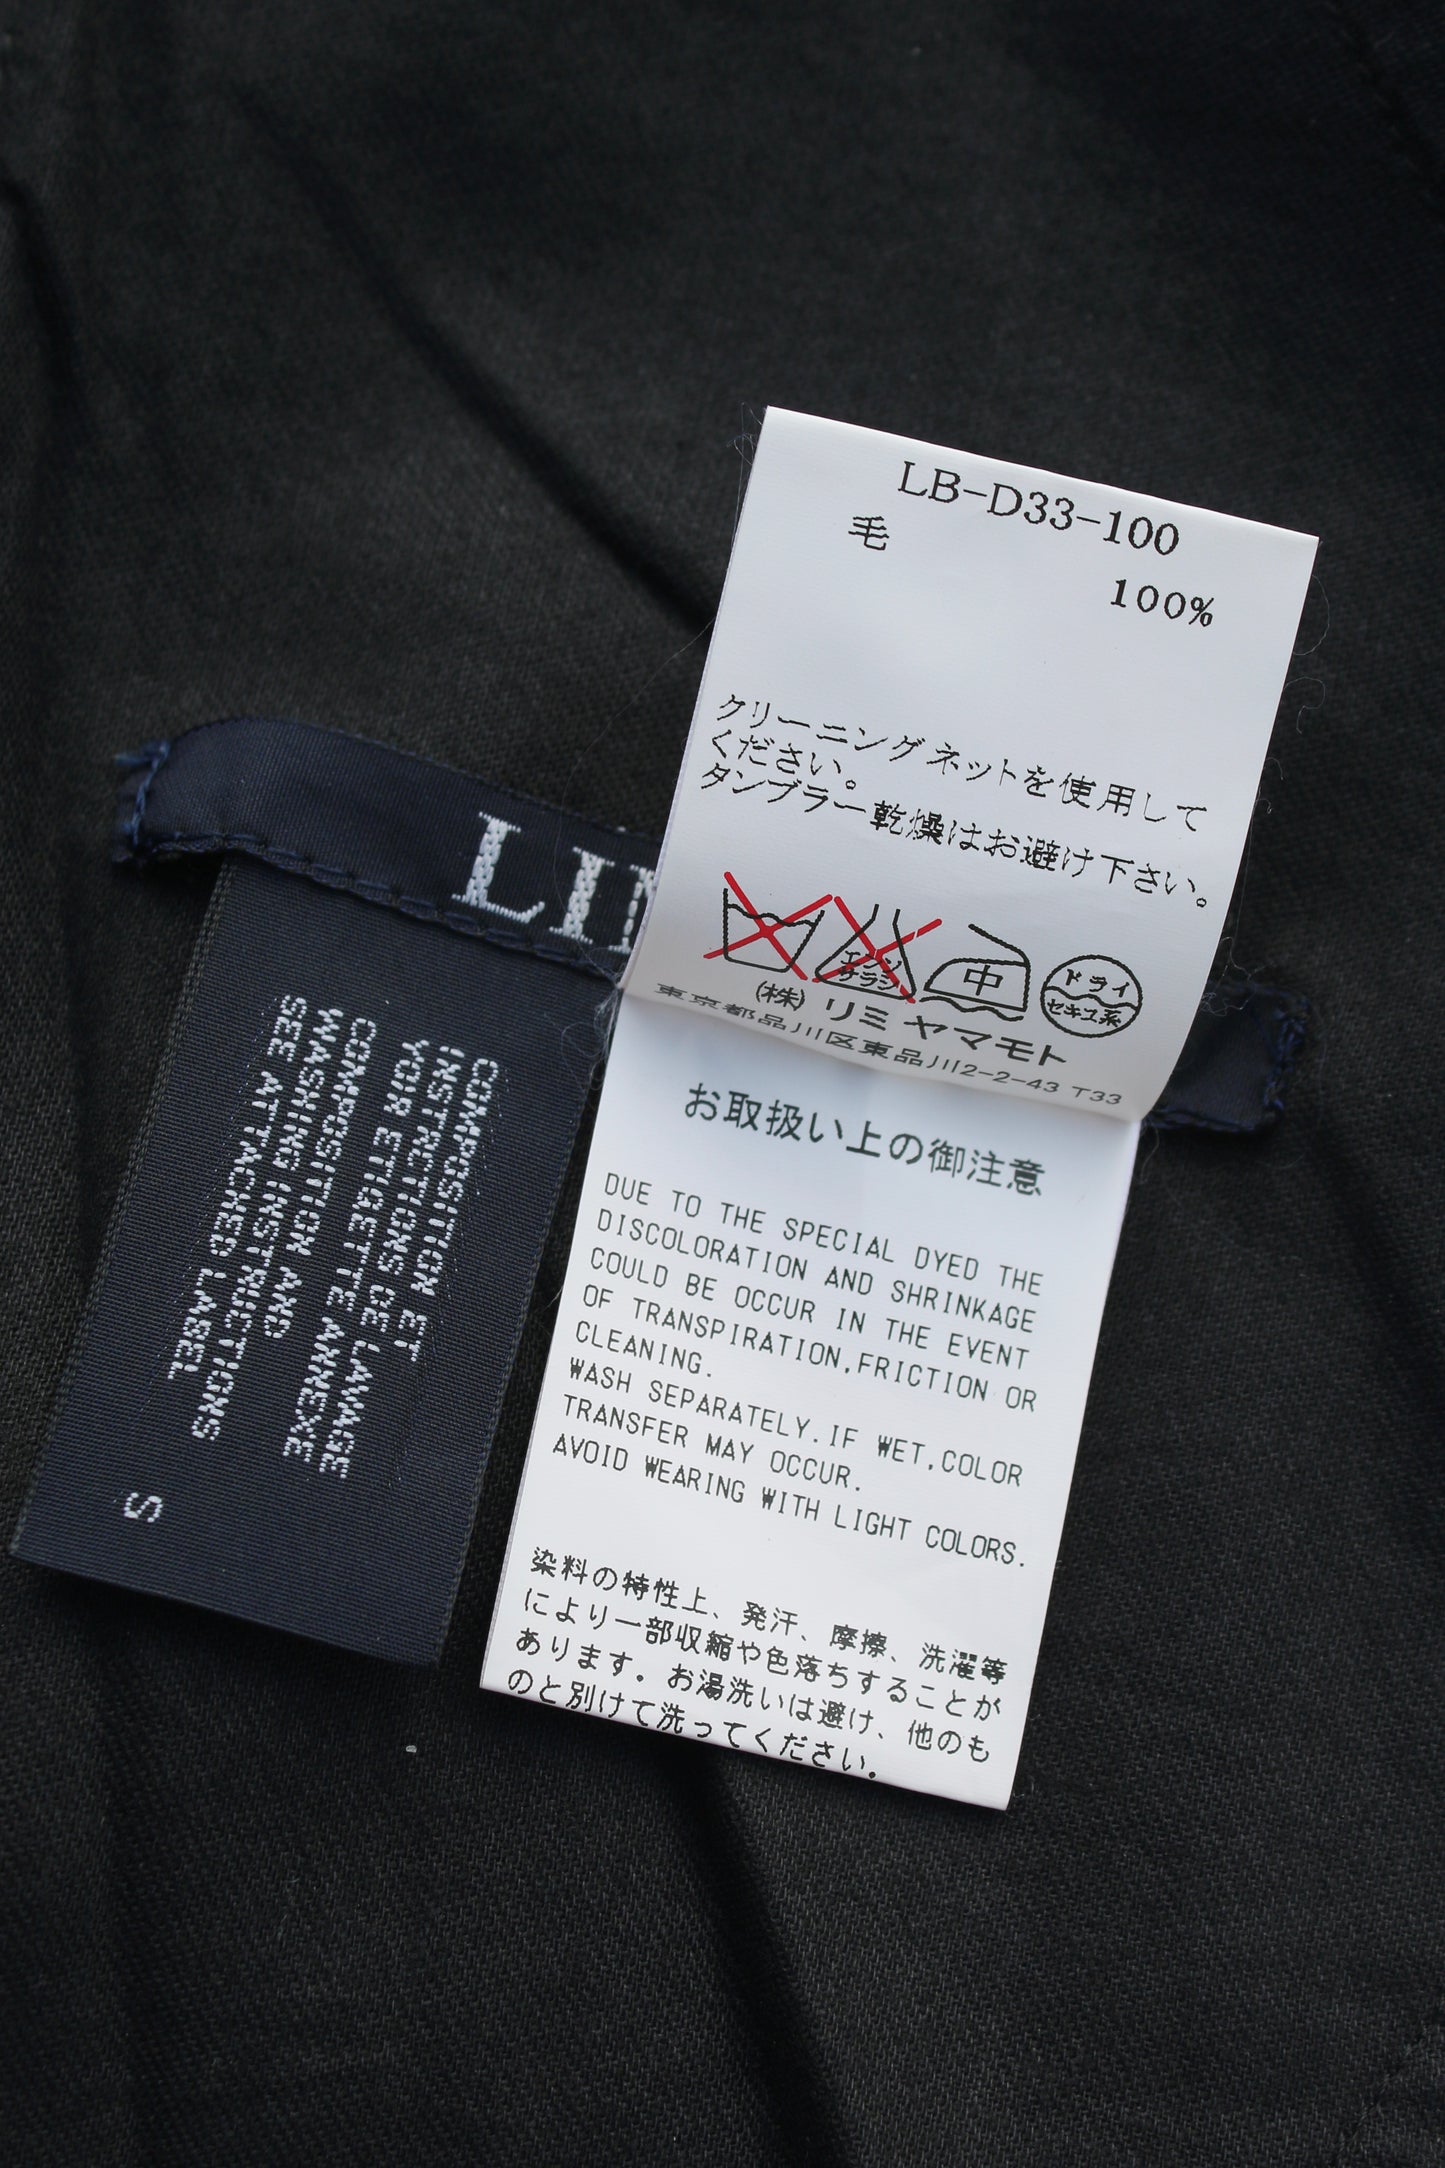 LB-D33-100
毛
100%
クリーニングネットを使用して
ください。
タンブラー乾燥はお避け下さい。
エンソ
サラシ
中
ドライ
セキユ系
(株) リミ ヤマモト
東京都品川区東品川2-2-43 T33
お取扱い上の御注意
DUE TO THE SPECIAL DYED THE
DISCOLORATION AND SHRINKAGE
COULD BE OCCUR IN THE EVENT
OF TRANSPIRATION,FRICTION OR
CLEANING.
WASH SEPARATELY.IF WET,COLOR
TRANSFER MAY OCCUR.
AVOID WEARING WITH LIGHT COLORS.
染料の特性上、発汗、摩擦、洗濯等
により一部収縮や色落ちすることが
あります。お湯洗いは避け、他のも
のと別けて洗ってください。
COMPOSITION ET
INSTRCTIONS DE LAVAGE
YOR ETIQETTE ANNEXE
COMPOSITION AND
WASHING INSTRUCTIONS
SEE ATTACHED LABEL
S